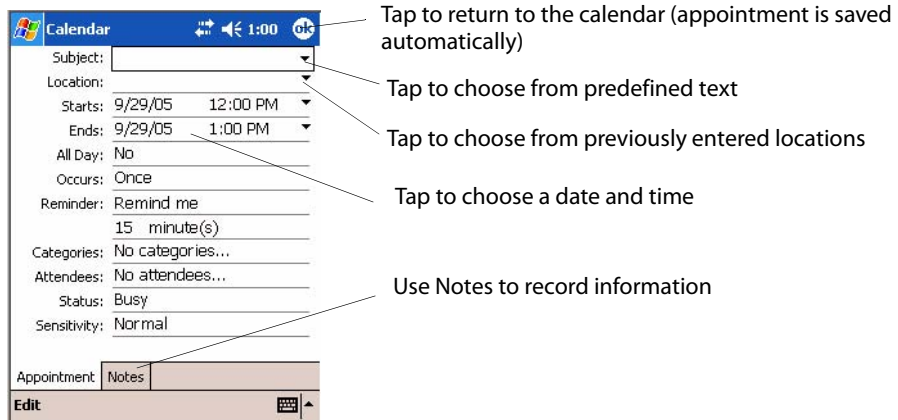 Calendar 1:00 ok
Subject:
Location:
Starts: 9/29/05 12:00 PM
Ends: 9/29/05 1:00 PM
All Day: No
Occurs: Once
Reminder: Remind me
15 minute(s)
Categories: No categories...
Attendees: No attendees...
Status: Busy
Sensitivity: Normal
Appointment Notes
Edit
Tap to return to the calendar (appointment is saved
automatically)
Tap to choose from predefined text
Tap to choose from previously entered locations
Tap to choose a date and time
Use Notes to record information